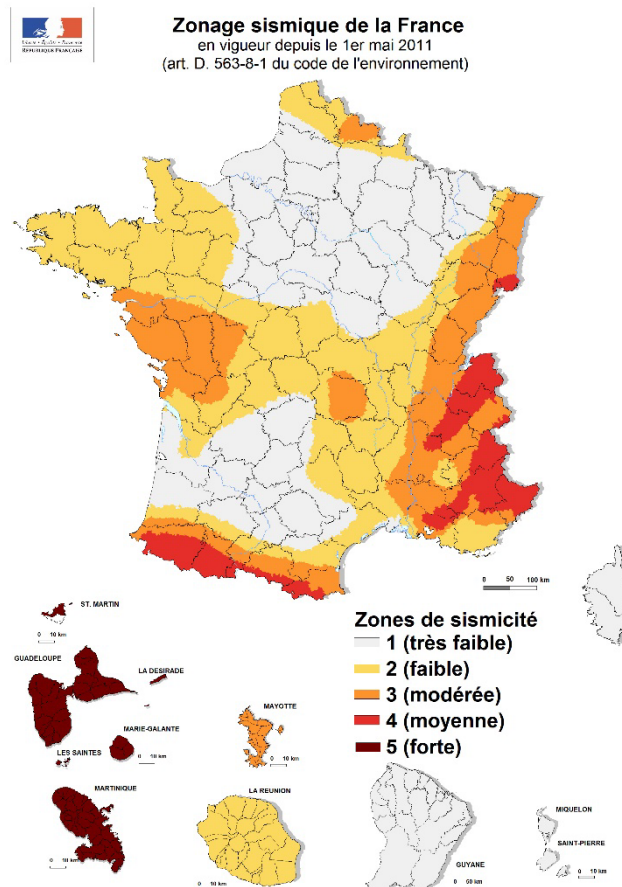 Zonage sismique de la France
en vigueur depuis le 1er mai 2011
(art. D. 563-8-1 du code de l'environnement)
Liberté • Égalité • Fraternité
RÉPUBLIQUE FRANÇAISE
0 50 100 km
ST. MARTIN
0 10 km
GUADELOUPE
LA DESIRADE
MARIE-GALANTE
0 10 km
LES SAINTES
MAYOTTE
0 10 km
Zones de sismicité
1 (très faible)
2 (faible)
3 (modérée)
4 (moyenne)
5 (forte)
MARTINIQUE
0 10 km
LA REUNION
0 10 km
GUYANE
0 50 km
MIQUELON
SAINT-PIERRE
0 10 km